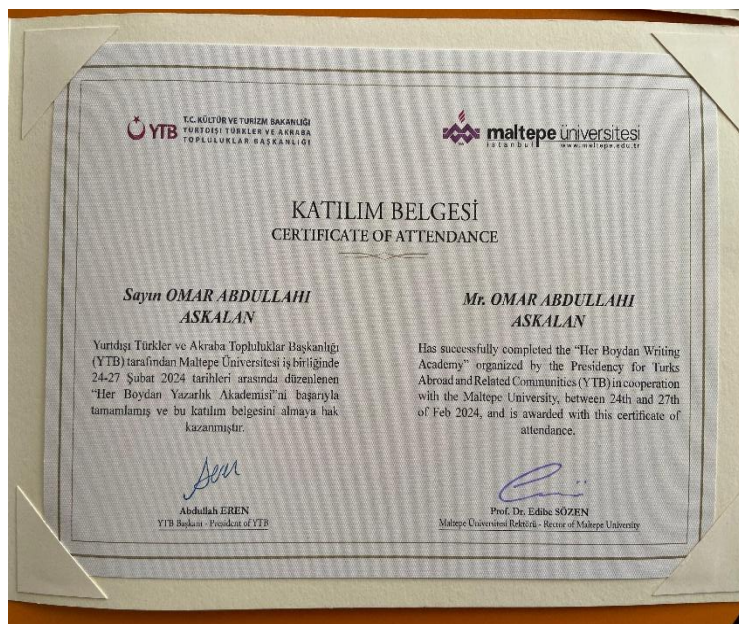 YTB
T.C. KÜLTÜR VE TURİZM BAKANLIĞI
YURTDIŞI TÜRKLER VE AKRABA
TOPLULUKLAR BAŞKANLIĞI
maltepe üniversitesi
istanbul www.maltepe.edu.tr
KATILIM BELGESİ
CERTIFICATE OF ATTENDANCE
Sayın OMAR ABDULLAHI
ASKALAN
Yurtdışı Türkler ve Akraba Topluluklar Başkanlığı
(YTB) tarafından Maltepe Üniversitesi iş birliğinde
24-27 Şubat 2024 tarihleri arasında düzenlenen
“Her Boydan Yazarlık Akademisi”ni başarıyla
tamamlamış ve bu katılım belgesini almaya hak
kazanmıştır.
Abdullah EREN
YTB Başkanı - President of YTB
Mr. OMAR ABDULLAHI
ASKALAN
Has successfully completed the “Her Boydan Writing
Academy” organized by the Presidency for Turks
Abroad and Related Communities (YTB) in cooperation
with the Maltepe University, between 24th and 27th
of Feb 2024, and is awarded with this certificate of
attendance.
Prof. Dr. Edibe SÖZEN
Maltepe Üniversitesi Rektörü - Rector of Maltepe University